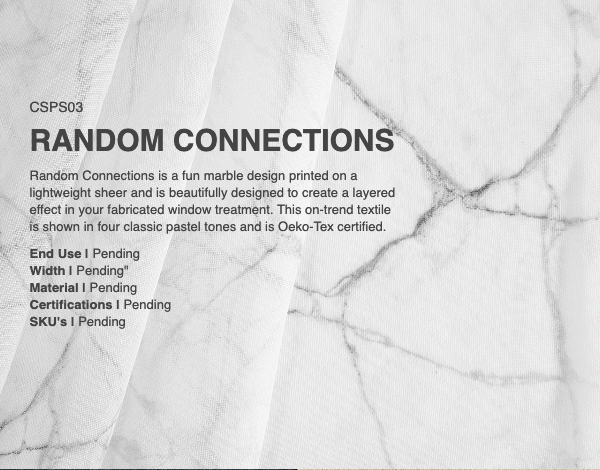 CSPS03
RANDOM CONNECTIONS
Random Connections is a fun marble design printed on a
lightweight sheer and is beautifully designed to create a layered
effect in your fabricated window treatment. This on-trend textile
is shown in four classic pastel tones and is Oeko-Tex certified.
End Use I Pending
Width I Pending"
Material I Pending
Certifications I Pending
SKU's I Pending